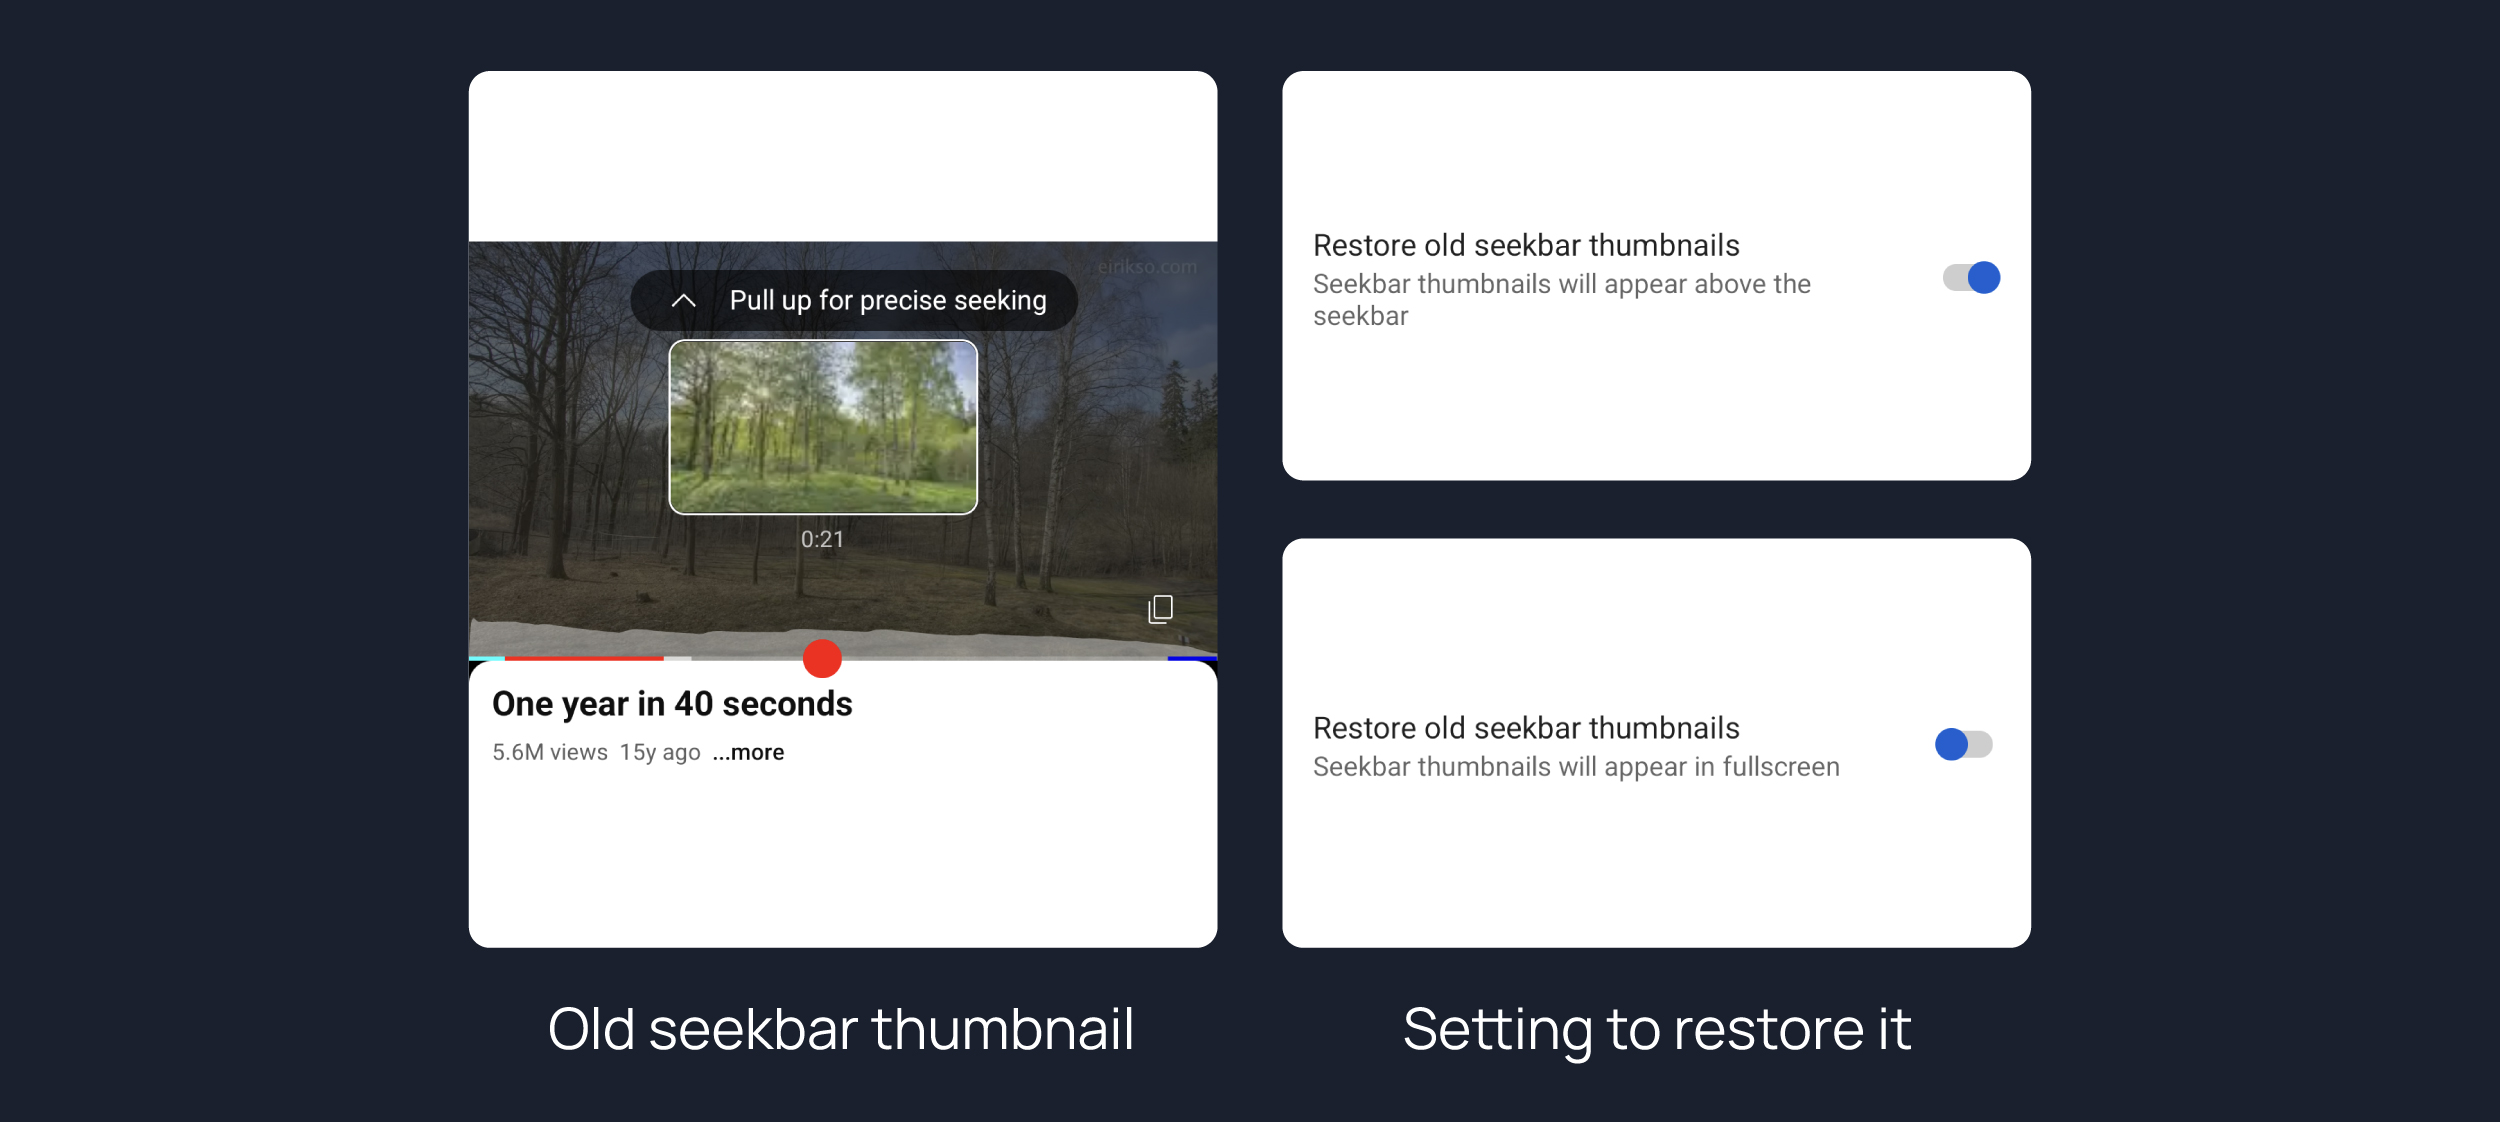 eirikso.com
Pull up for precise seeking
0:21
One year in 40 seconds
5.6M views 15y ago ...more
Old seekbar thumbnail
Restore old seekbar thumbnails
Seekbar thumbnails will appear above the
seekbar
Restore old seekbar thumbnails
Seekbar thumbnails will appear in fullscreen
Setting to restore it